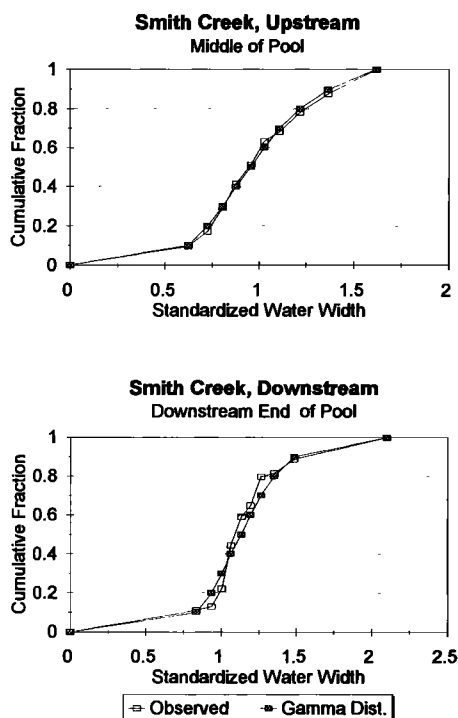 Smith Creek, Upstream
Middle of Pool
Cumulative Fraction
1
0.8
0.6
0.4
0.2
0
0 0.5 1 1.5 2
Standardized Water Width
Smith Creek, Downstream
Downstream End of Pool
Cumulative Fraction
1
0.8
0.6
0.4
0.2
0
0 0.5 1 1.5 2 2.5
Standardized Water Width
Observed Gamma Dist.